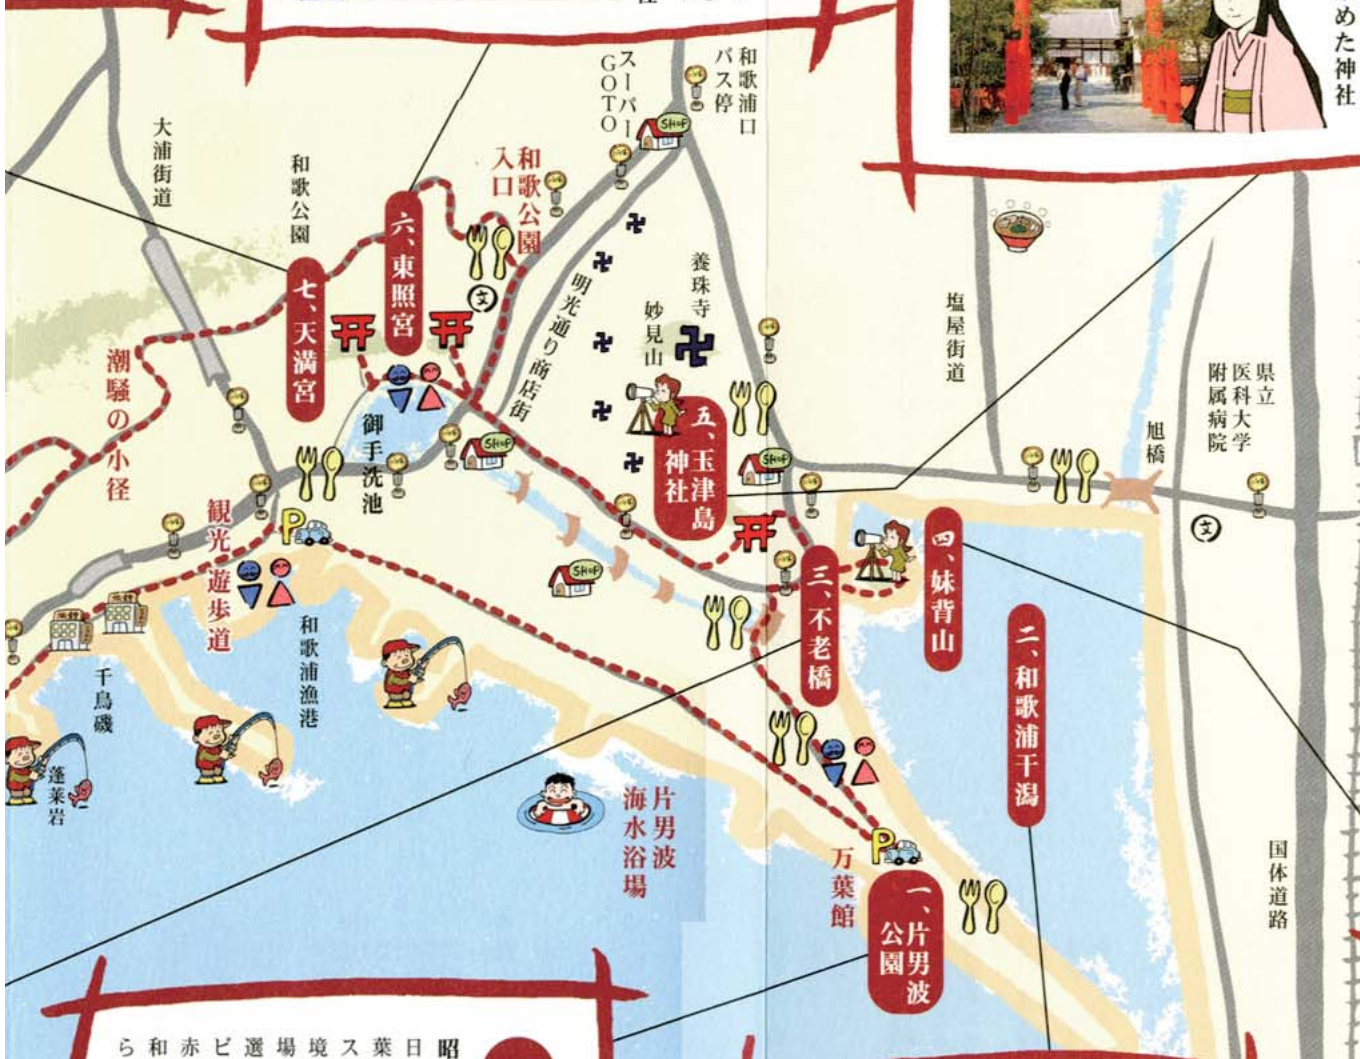 めた神社
和歌浦口
バス停
スーパー
GOTO
SHOP
大浦街道
和歌公園
和歌公園
入口
六、東照宮
七、天満宮
文
明光通り商店街
養珠寺
妙見山
塩屋街道
県立
医科大学
附属病院
旭橋
文
潮騒の小径
御手洗池
SHOP
五、玉津島
神社
SHOP
観光遊歩道
P
SHOP
三、不老橋
四、妹背山
二、和歌浦干潟
和歌浦漁港
千鳥磯
蓬莱岩
片男波
海水浴場
万葉館
P
一、片男波
公園
国体道路
昭
日
葉
ス
境
場
選
ビ
赤
和
ら